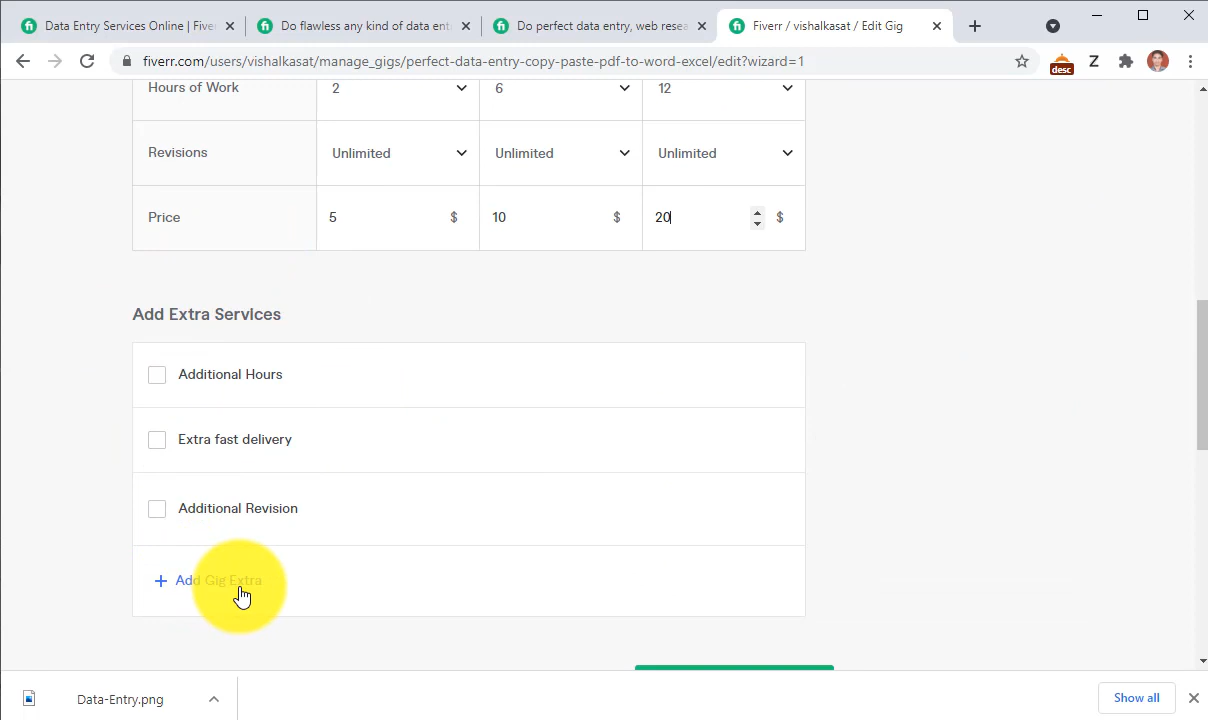 Data Entry Services Online | Fiver
Do flawless any kind of data ent
Do perfect data entry, web resea
Fiverr / vishalkasat / Edit Gig
fiverr.com/users/vishalkasat/manage_gigs/perfect-data-entry-copy-paste-pdf-to-word-excel/edit?wizard=1
desc
Z
Hours of Work 2 6 12
Revisions Unlimited Unlimited Unlimited
Price 5 $ 10 $ 20 $
Add Extra Services
Additional Hours
Extra fast delivery
Additional Revision
+ Add Gig Extra
Data-Entry.png
Show all